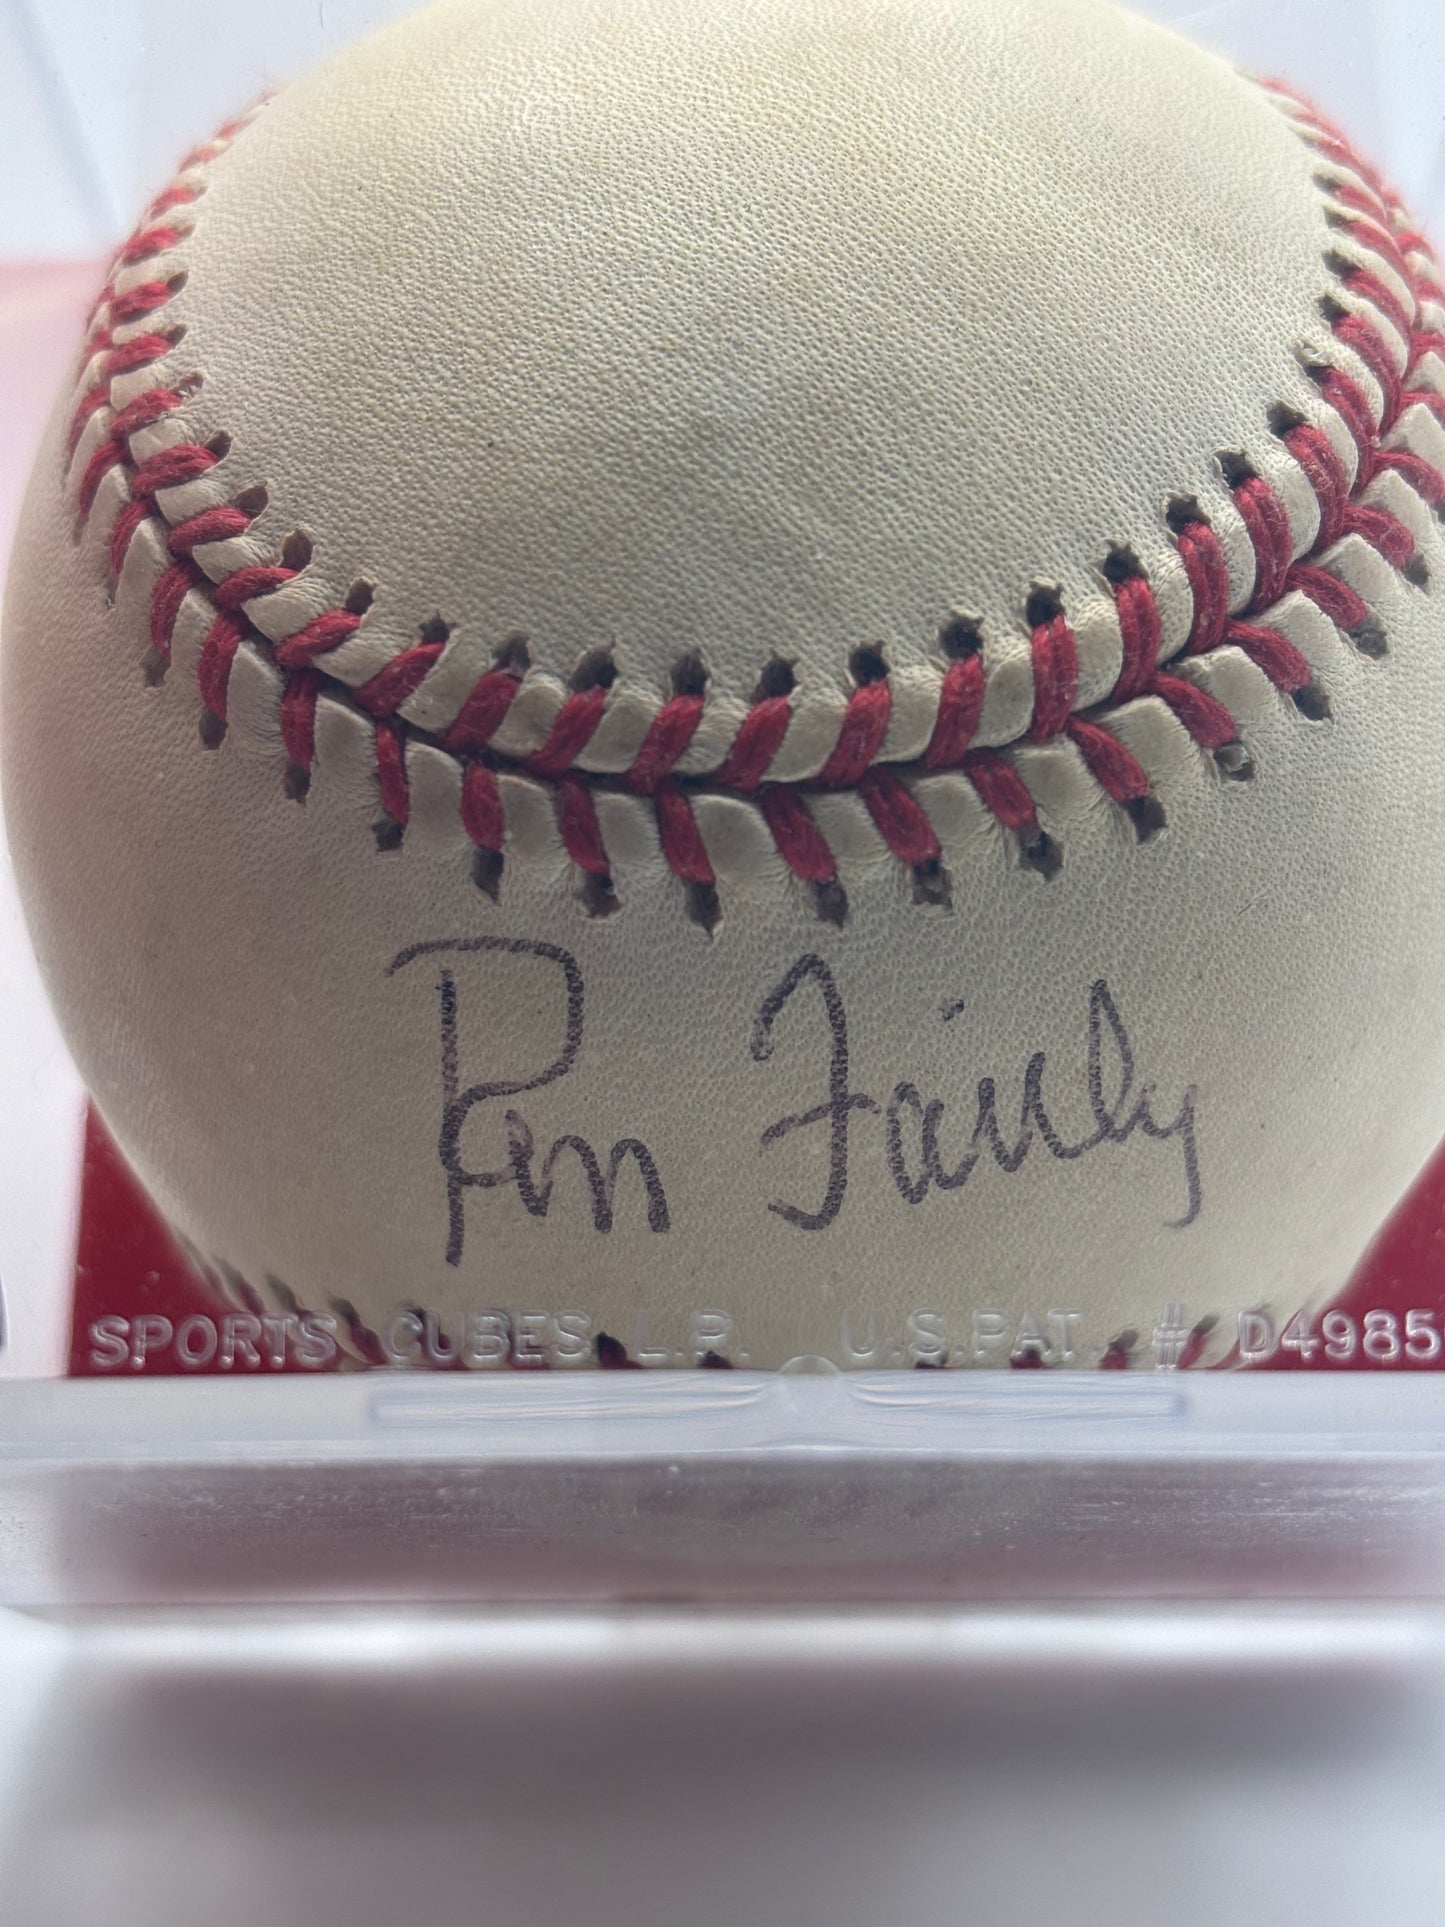 Ron Fairly
SPORTS CUBES L.P. U.S.PAT. # D4985